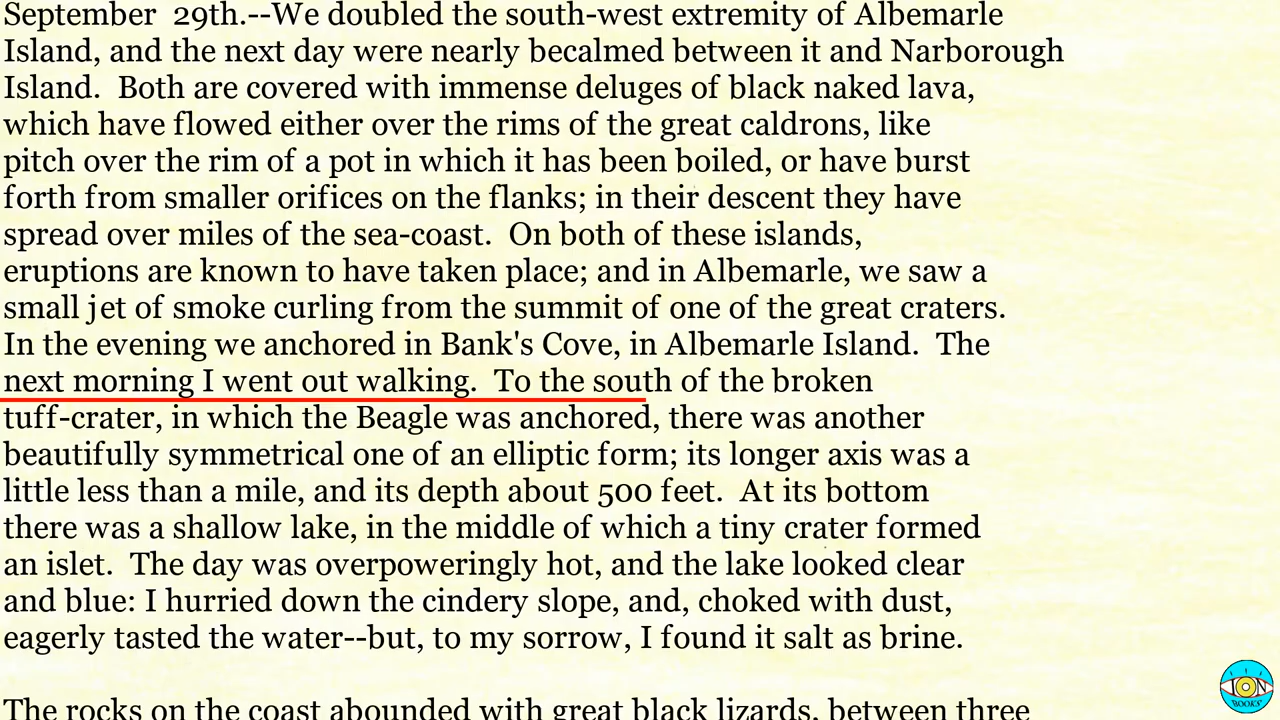 September  29th.--We doubled the south-west extremity of Albemarle
Island, and the next day were nearly becalmed between it and Narborough
Island.  Both are covered with immense deluges of black naked lava,
which have flowed either over the rims of the great caldrons, like
pitch over the rim of a pot in which it has been boiled, or have burst
forth from smaller orifices on the flanks; in their descent they have
spread over miles of the sea-coast.  On both of these islands,
eruptions are known to have taken place; and in Albemarle, we saw a
small jet of smoke curling from the summit of one of the great craters.
In the evening we anchored in Bank's Cove, in Albemarle Island.  The
next morning I went out walking.  To the south of the broken
tuff-crater, in which the Beagle was anchored, there was another
beautifully symmetrical one of an elliptic form; its longer axis was a
little less than a mile, and its depth about 500 feet.  At its bottom
there was a shallow lake, in the middle of which a tiny crater formed
an islet.  The day was overpoweringly hot, and the lake looked clear
and blue: I hurried down the cindery slope, and, choked with dust,
eagerly tasted the water--but, to my sorrow, I found it salt as brine.
The rocks on the coast abounded with great black lizards, between three
ION
BOOKS